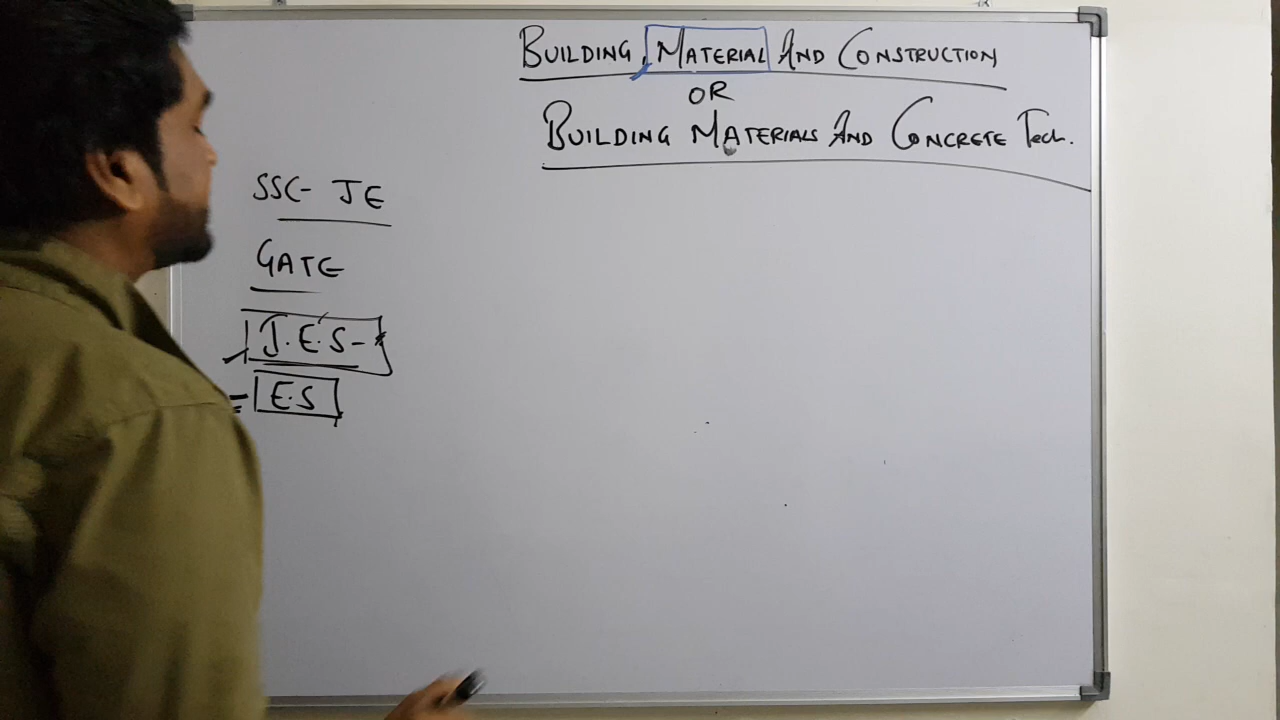 BUILDING, MATERIAL AND CONSTRUCTION
OR
BUILDING MATERIALS AND CONCRETE Tech.
SSC- JE
GATE
J.E.S-
E.S